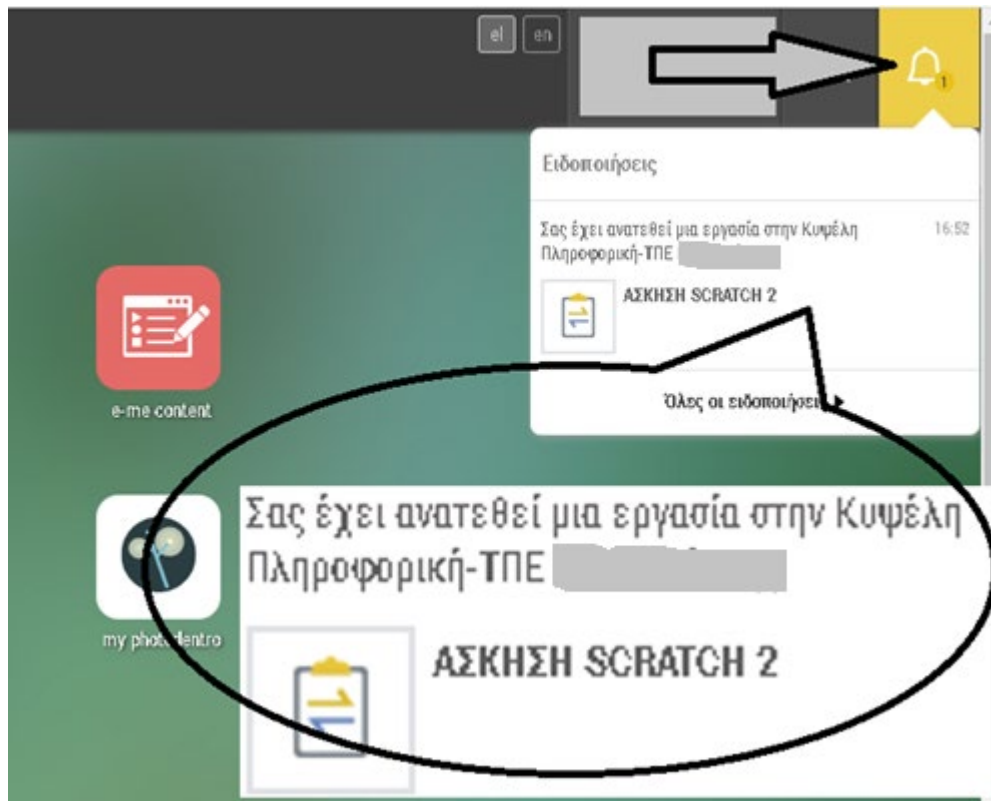 el en
1
Ειδοποιήσεις
Σας έχει ανατεθεί μια εργασία στην Κυψέλη 16:52
Πληροφορική-ΤΠΕ
ΑΣΚΗΣΗ SCRATCH 2
Όλες οι ειδοποιήσει
e-me content
my photodentro
Σας έχει ανατεθεί μια εργασία στην Κυψέλη
Πληροφορική-ΤΠΕ
ΑΣΚΗΣΗ SCRATCH 2